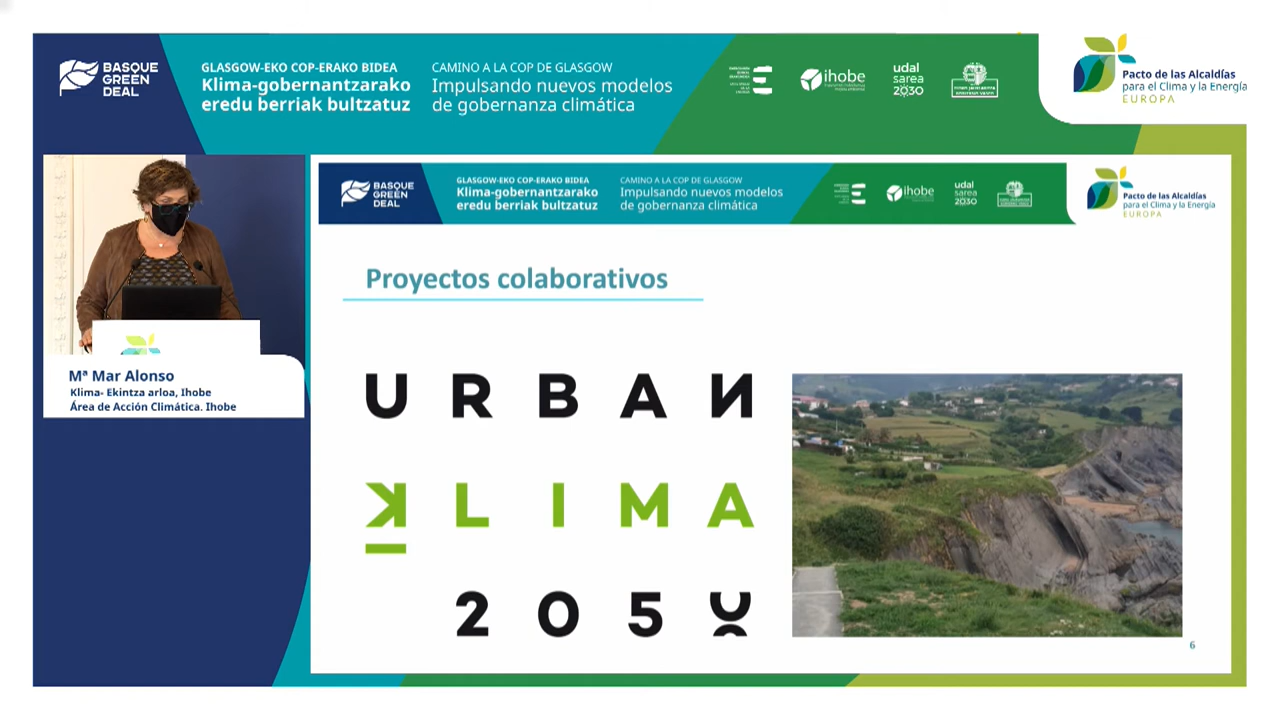 BASQUE
GREEN
DEAL
GLASGOW-EKO COP-ERAKO BIDEA
Klima-gobernantzarako
eredu berriak bultzatuz
CAMINO A LA COP DE GLASGOW
Impulsando nuevos modelos
de gobernanza climática
ihobe
udal
sarea
2030
Pacto de las Alcaldías
para el Clima y la Energía
EUROPA
BASQUE
GREEN
DEAL
GLASGOW-EKO COP-ERAKO BIDEA
Klima-gobernantzarako
eredu berriak bultzatuz
CAMINO A LA COP DE GLASGOW
Impulsando nuevos modelos
de gobernanza climática
ihobe
udal
sarea
2030
Pacto de las Alcaldías
para el Clima y la Energía
EUROPA
Proyectos colaborativos
URBAN
KLIMA
2050
6
Mª Mar Alonso
Klima- Ekintza arloa, Ihobe
Área de Acción Climática. Ihobe